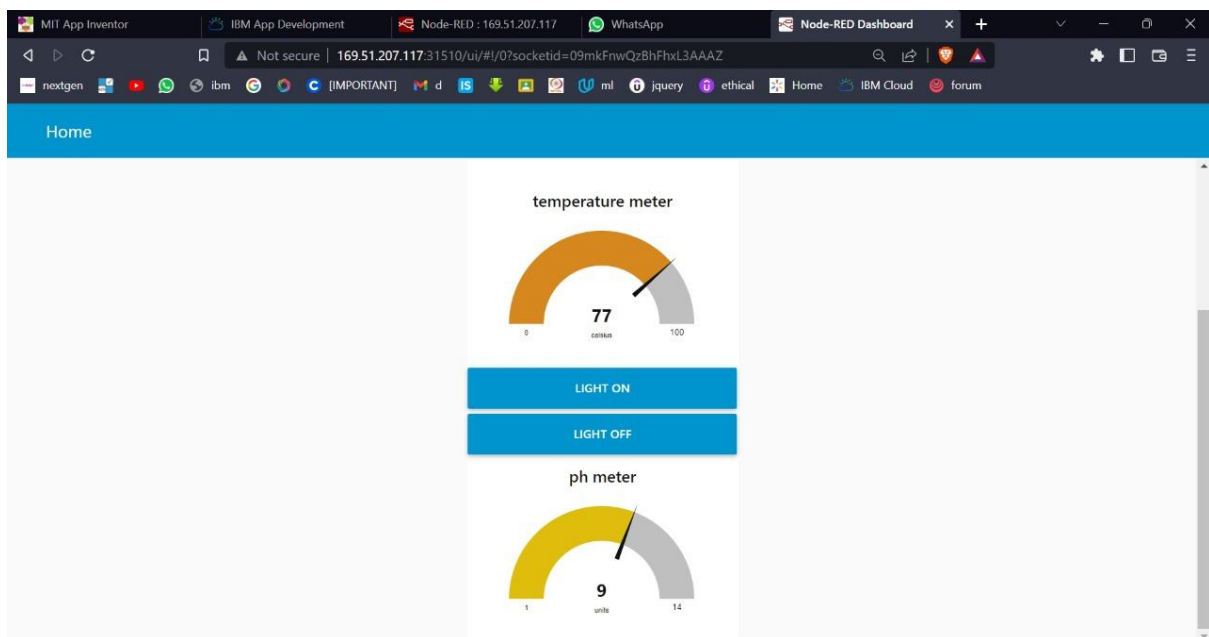 MIT App Inventor IBM App Development Node-RED : 169.51.207.117 WhatsApp Node-RED Dashboard
Not secure 169.51.207.117:31510/ui/#!/0?socketid=09mkFnwQzBhFhxL3AAAZ
nextgen ibm [IMPORTANT] M d IS ml jquery ethical Home IBM Cloud forum
Home
temperature meter
77
celsius
0 100
LIGHT ON
LIGHT OFF
ph meter
9
units
1 14